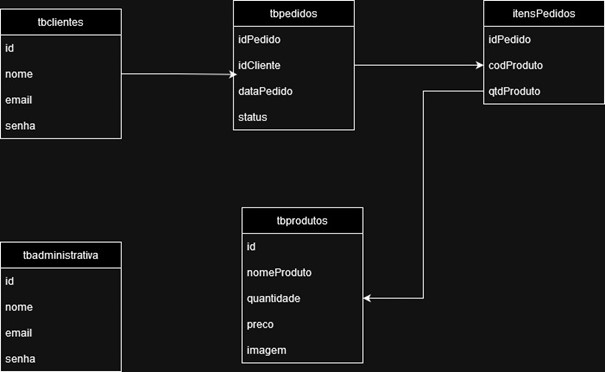 tbclientes
id
nome
email
senha
tbpedidos
idPedido
idCliente
dataPedido
status
itensPedidos
idPedido
codProduto
qtdProduto
tbadministrativa
id
nome
email
senha
tbprodutos
id
nomeProduto
quantidade
preco
imagem